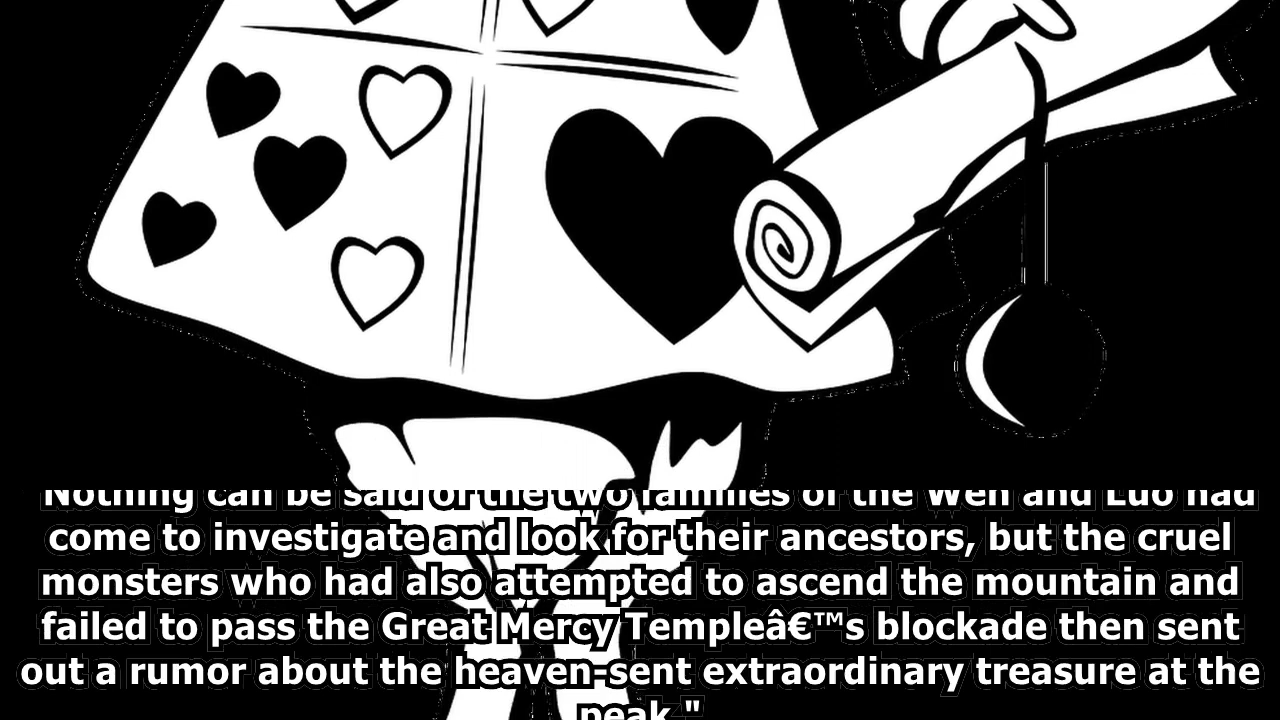 Nothing can be said of the two families of the Wen and Luo had
come to investigate and look for their ancestors, but the cruel
monsters who had also attempted to ascend the mountain and
failed to pass the Great Mercy Templeâ€™s blockade then sent
out a rumor about the heaven-sent extraordinary treasure at the
peak."